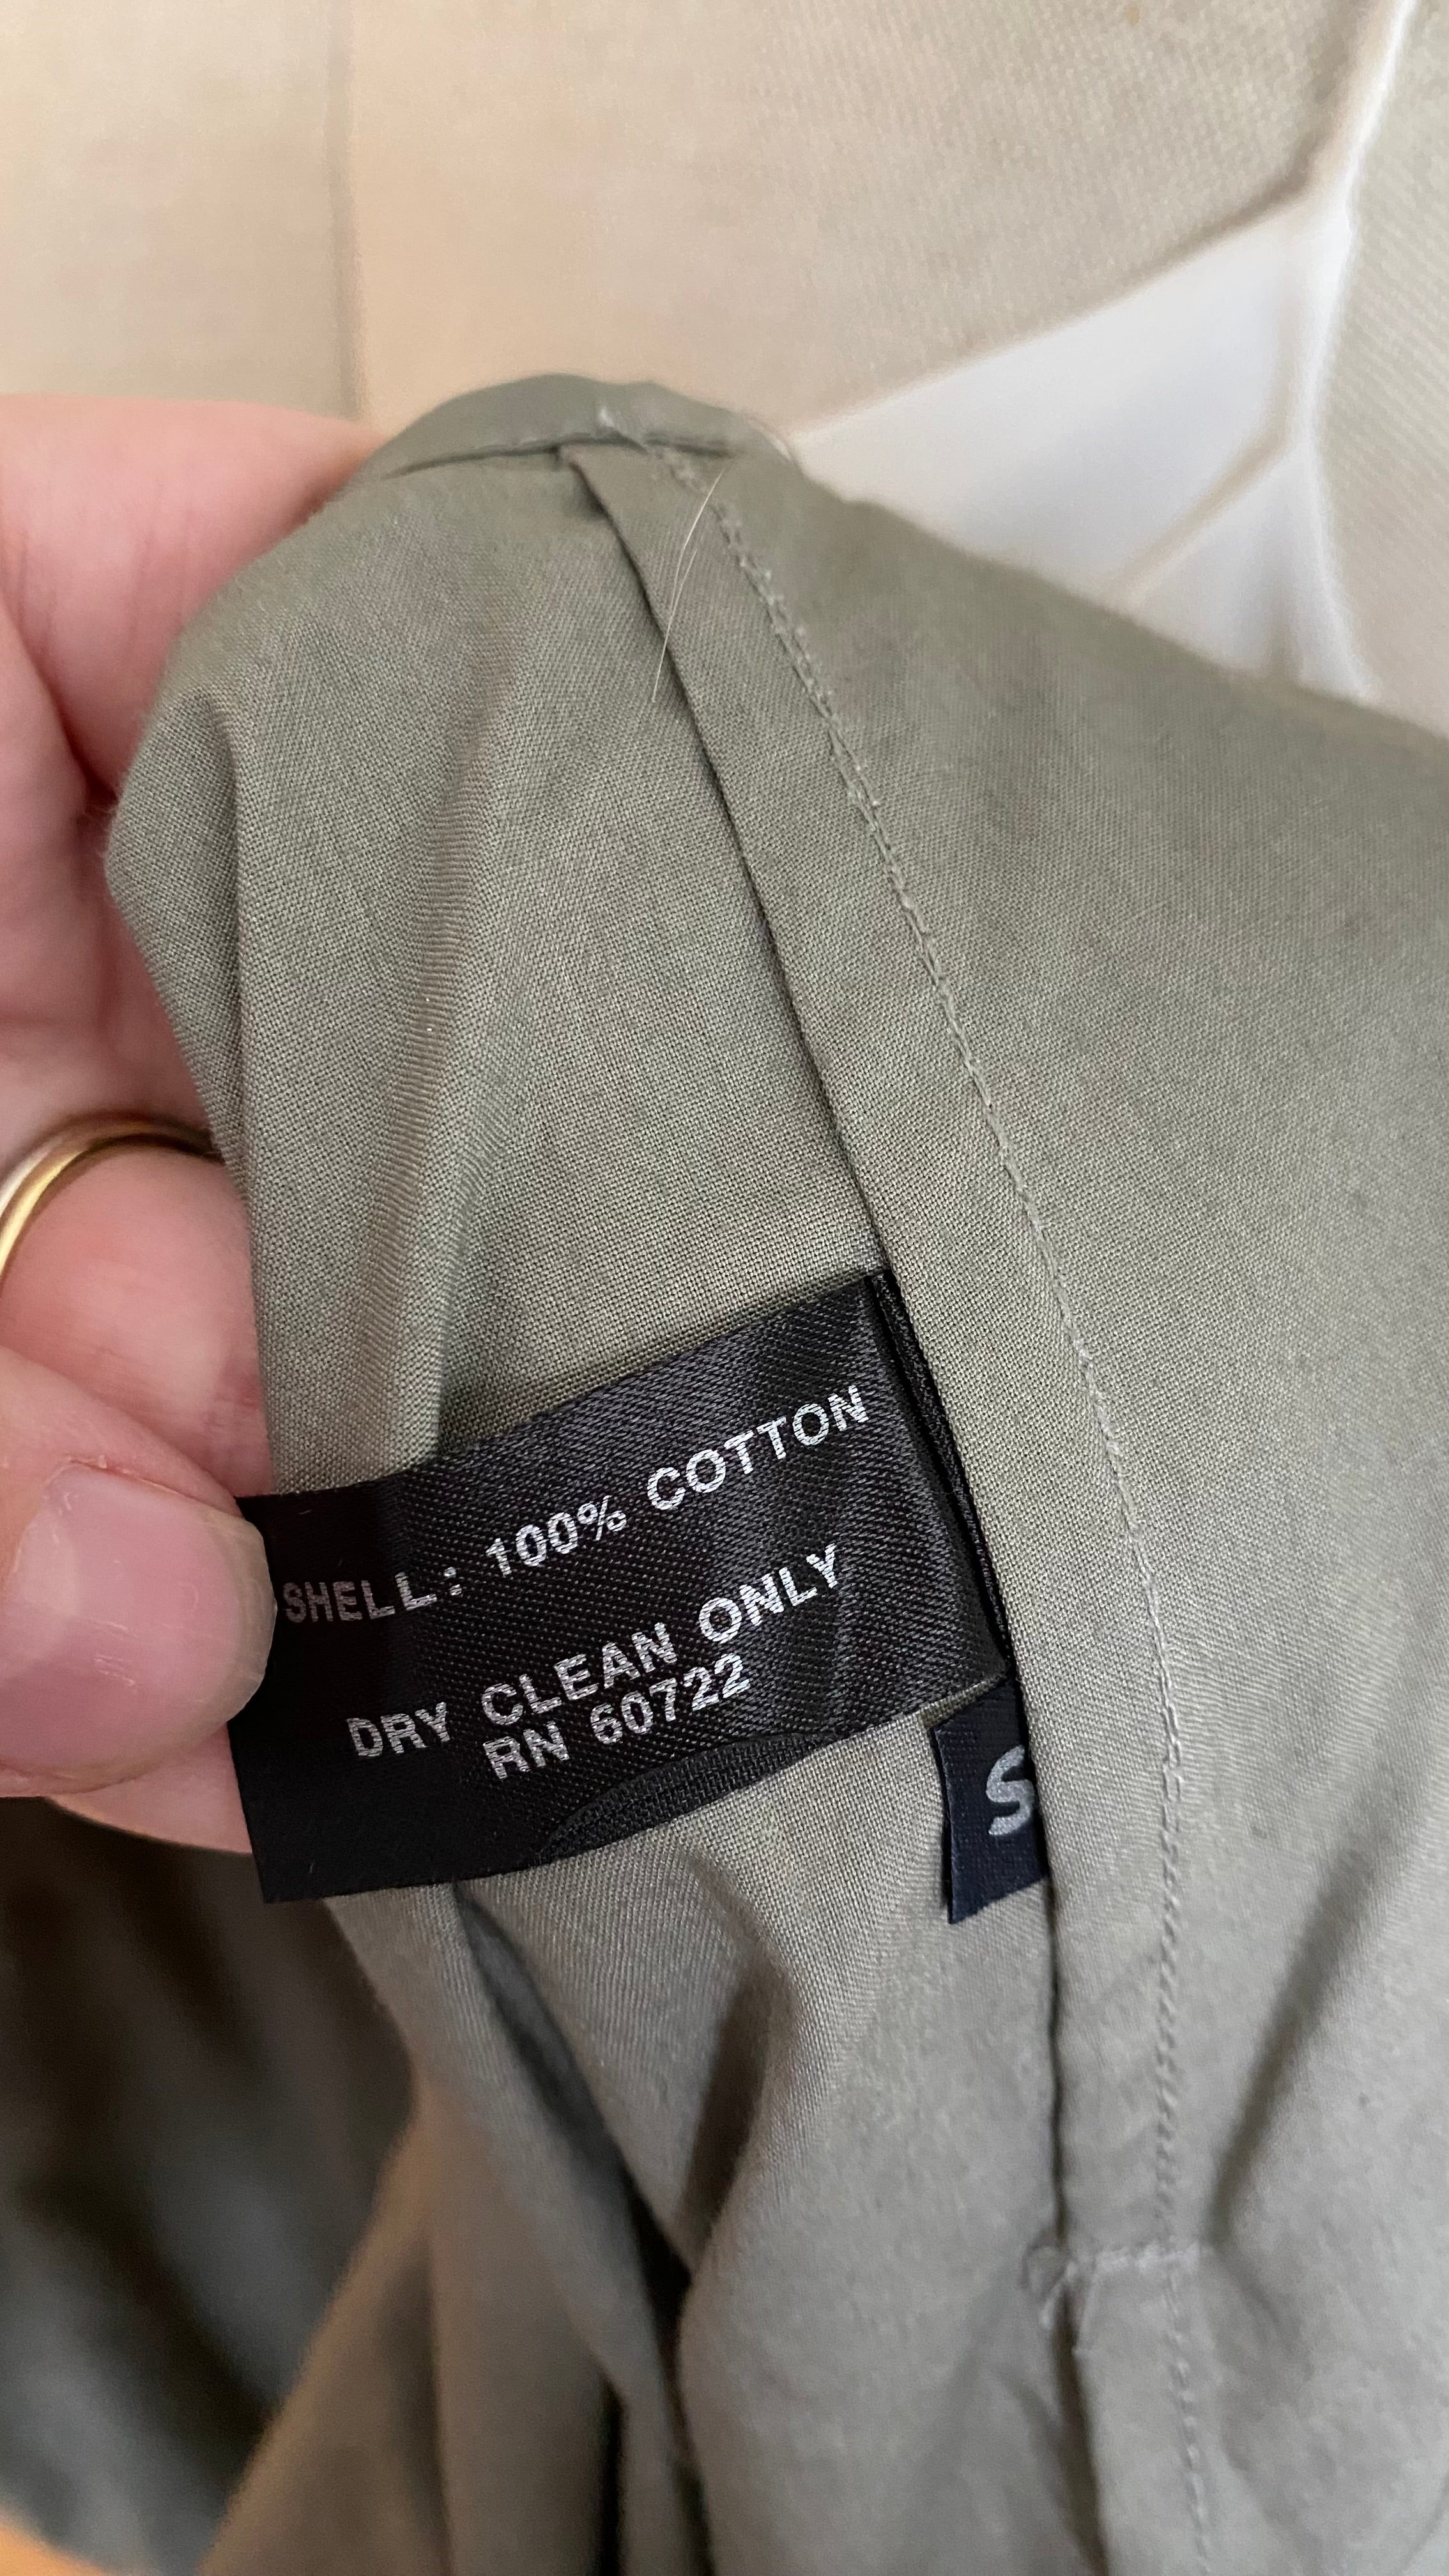 SHELL: 100% COTTON
DRY CLEAN ONLY
RN 60722
S